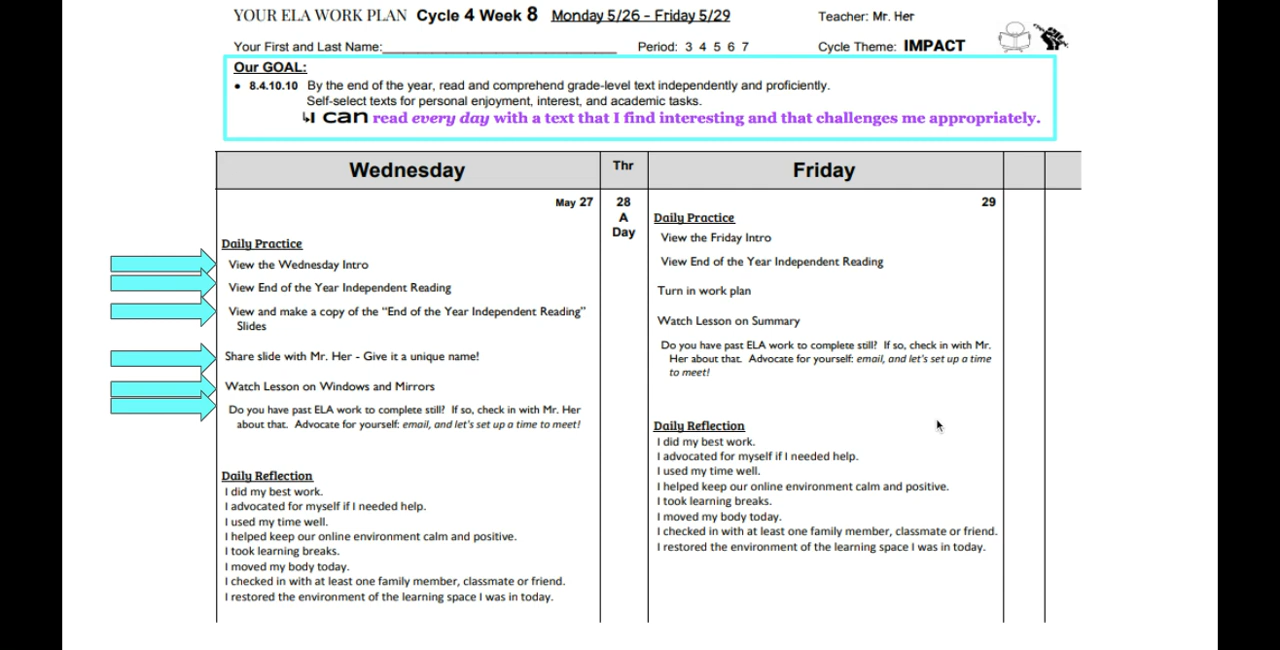 YOUR ELA WORK PLAN Cycle 4 Week 8 Monday 5/26 - Friday 5/29 Teacher: Mr. Her
Your First and Last Name:__________________________________ Period: 3 4 5 6 7 Cycle Theme: IMPACT
Our GOAL:
● 8.4.10.10 By the end of the year, read and comprehend grade-level text independently and proficiently.
Self-select texts for personal enjoyment, interest, and academic tasks.
↳I can read every day with a text that I find interesting and that challenges me appropriately.
Wednesday
May 27
Daily Practice
View the Wednesday Intro
View End of the Year Independent Reading
View and make a copy of the “End of the Year Independent Reading”
Slides
Share slide with Mr. Her - Give it a unique name!
Watch Lesson on Windows and Mirrors
Do you have past ELA work to complete still? If so, check in with Mr. Her
about that. Advocate for yourself: email, and let's set up a time to meet!
Daily Reflection
I did my best work.
I advocated for myself if I needed help.
I used my time well.
I helped keep our online environment calm and positive.
I took learning breaks.
I moved my body today.
I checked in with at least one family member, classmate or friend.
I restored the environment of the learning space I was in today.
Thr
28
A
Day
Friday
29
Daily Practice
View the Friday Intro
View End of the Year Independent Reading
Turn in work plan
Watch Lesson on Summary
Do you have past ELA work to complete still? If so, check in with Mr.
Her about that. Advocate for yourself: email, and let's set up a time
to meet!
Daily Reflection
I did my best work.
I advocated for myself if I needed help.
I used my time well.
I helped keep our online environment calm and positive.
I took learning breaks.
I moved my body today.
I checked in with at least one family member, classmate or friend.
I restored the environment of the learning space I was in today.